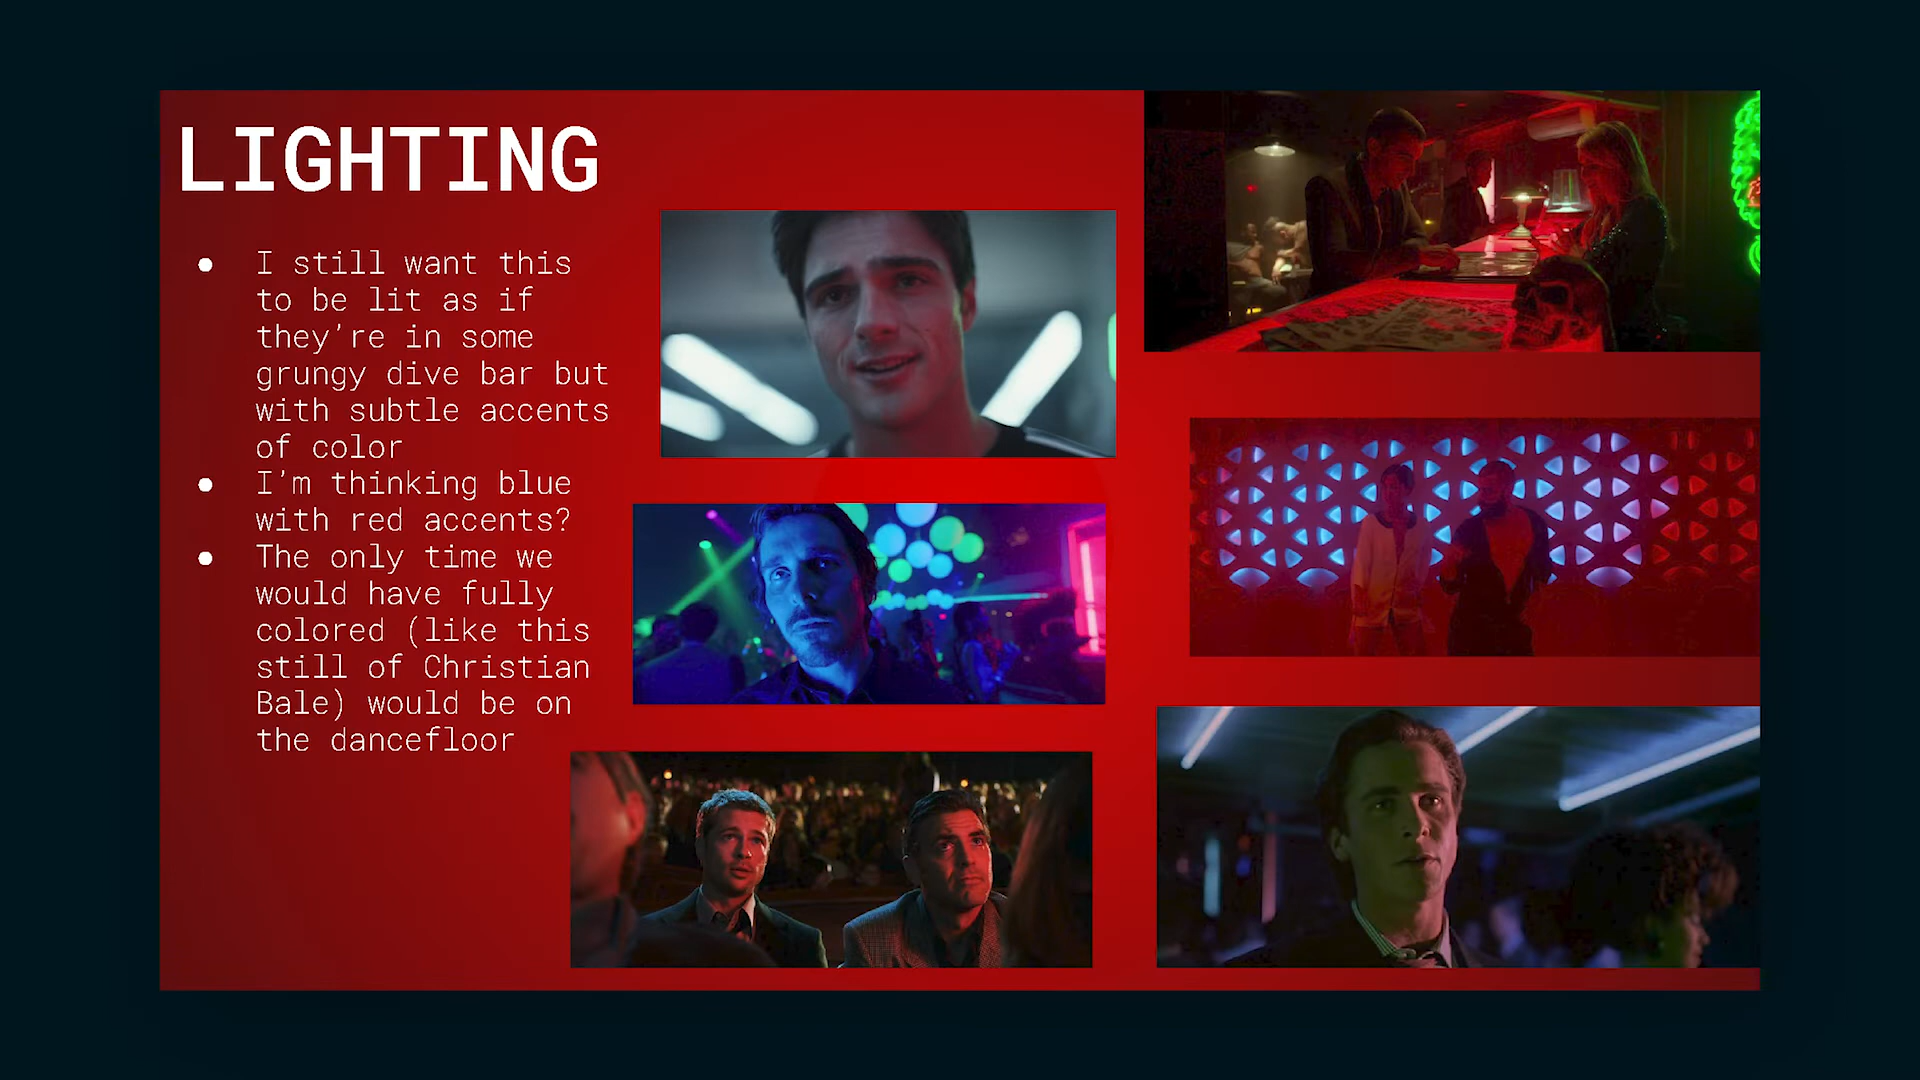 LIGHTING
● I still want this
to be lit as if
they're in some
grungy dive bar but
with subtle accents
of color
● I'm thinking blue
with red accents?
● The only time we
would have fully
colored (like this
still of Christian
Bale) would be on
the dancefloor